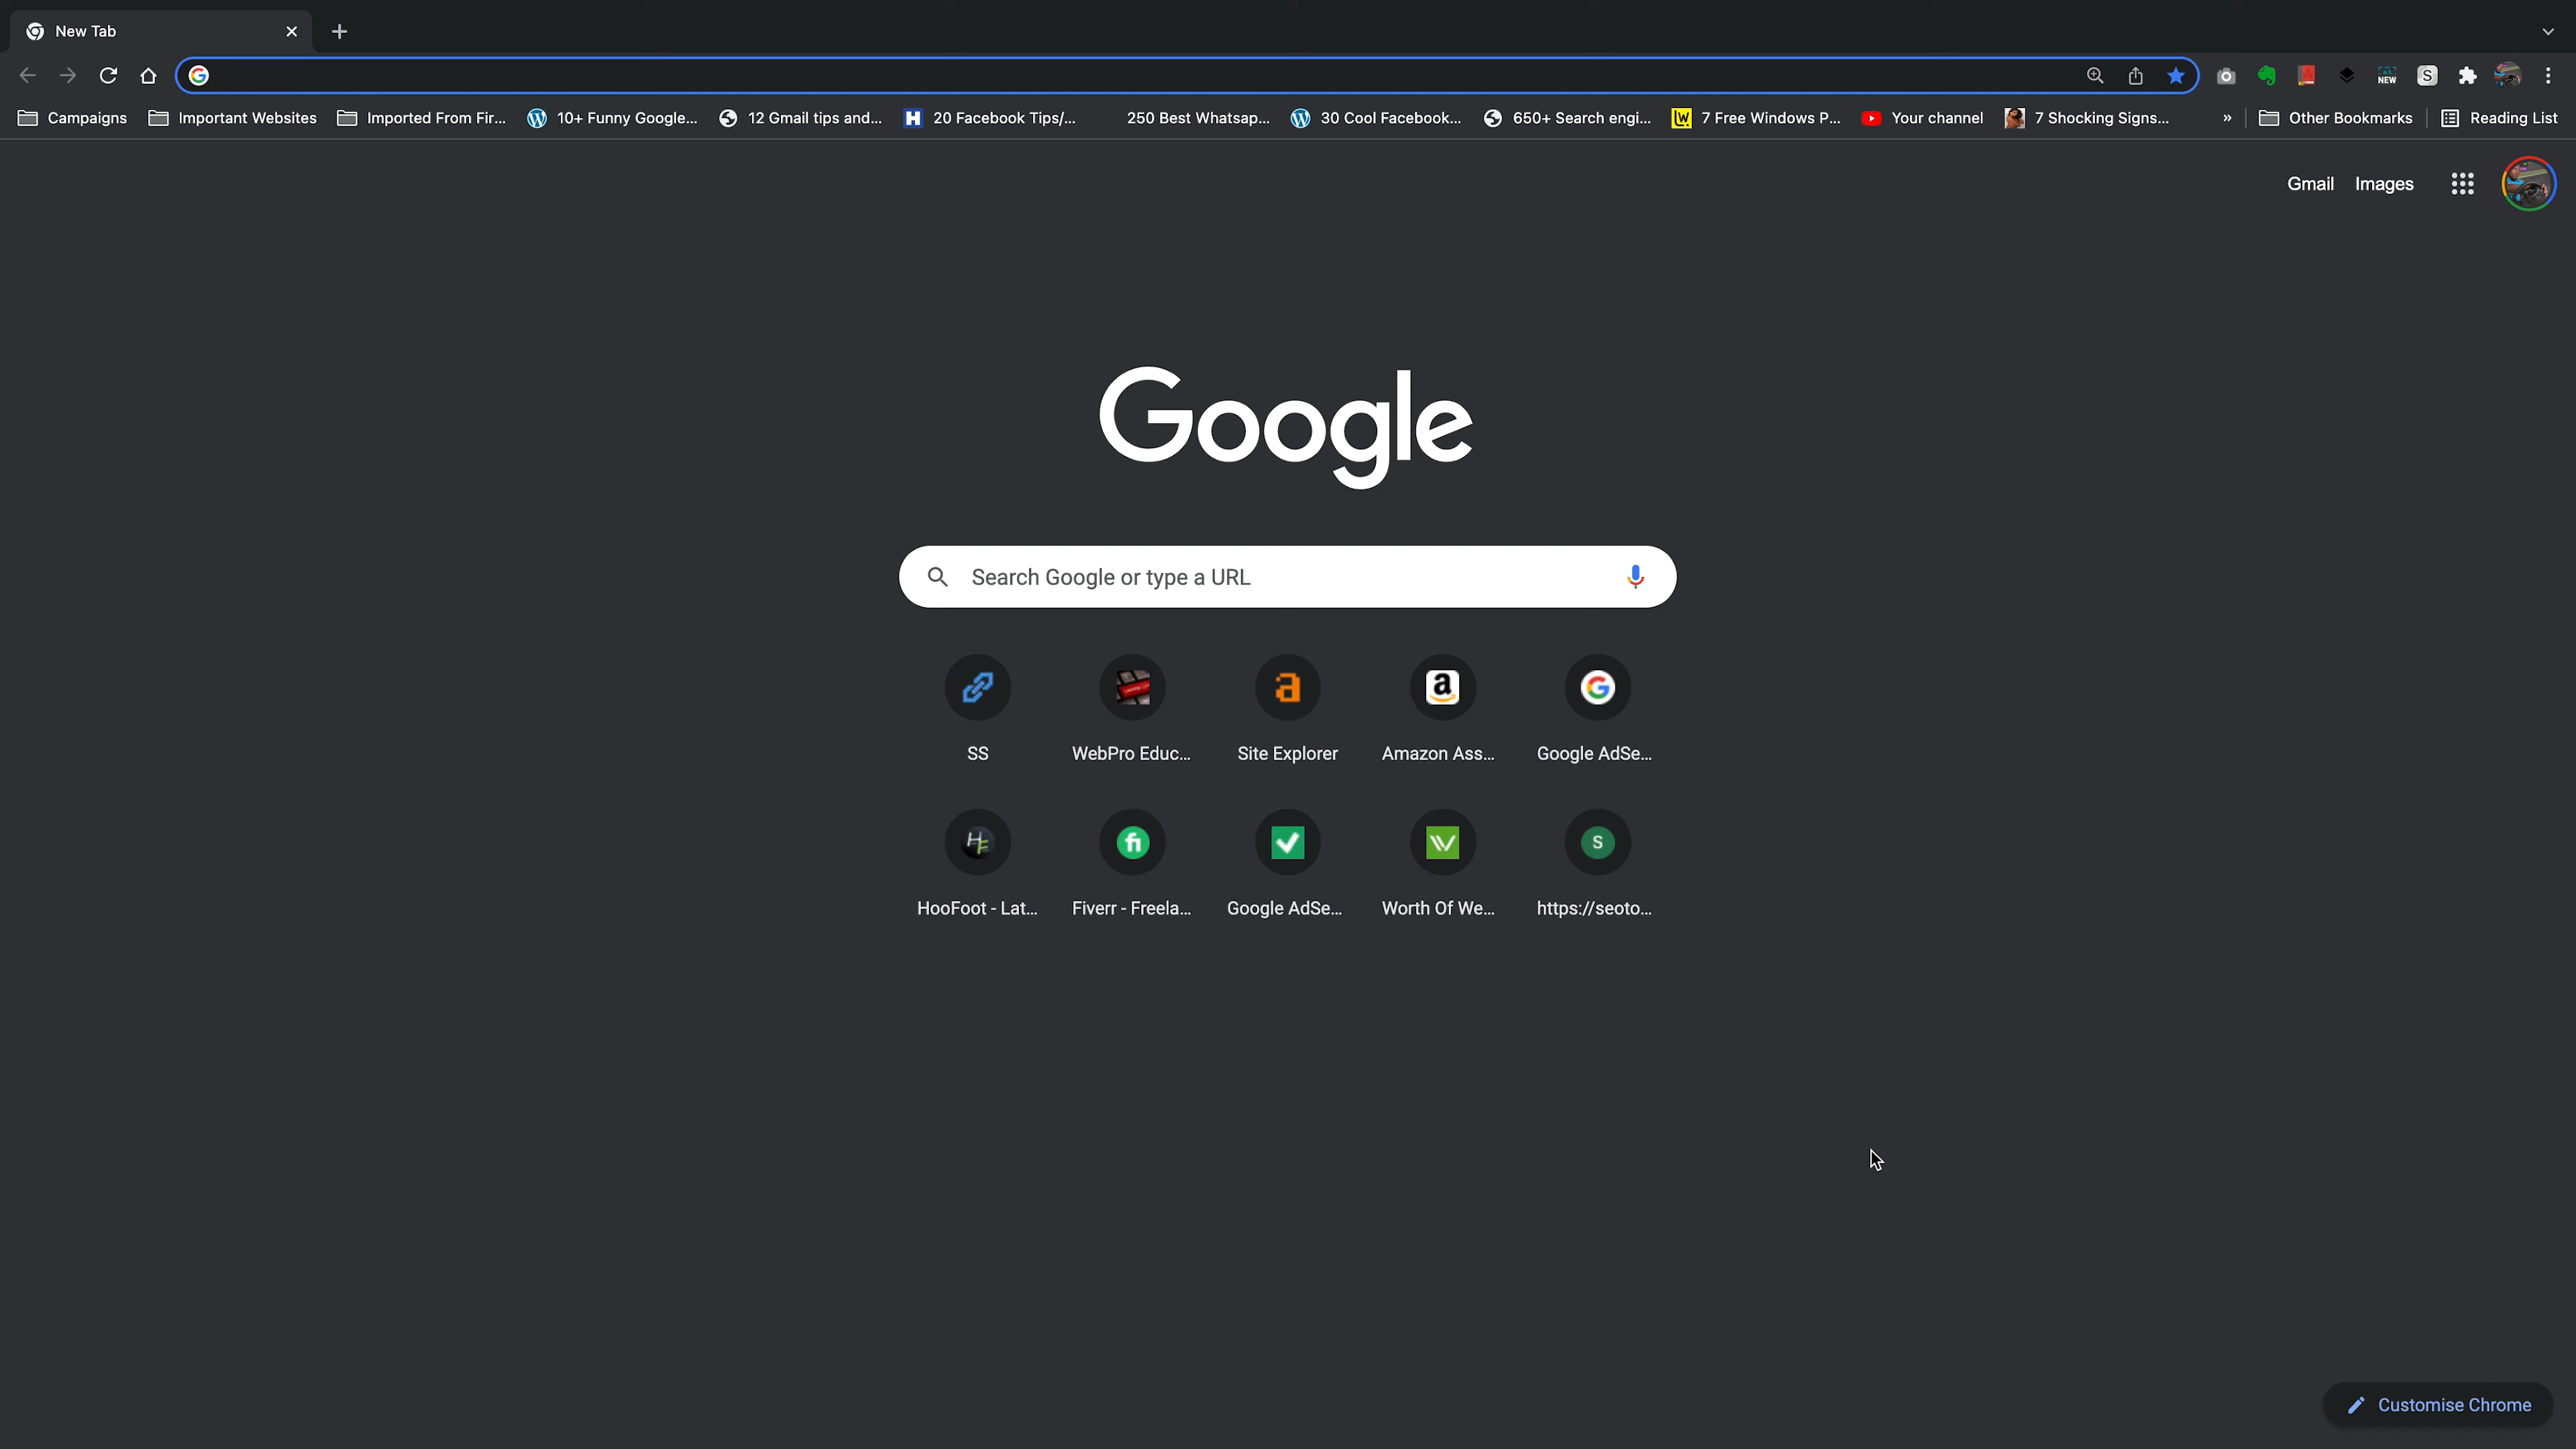 New Tab
Campaigns Important Websites Imported From Fir... 10+ Funny Google... 12 Gmail tips and... 20 Facebook Tips/... 250 Best Whatsap... 30 Cool Facebook... 650+ Search engi... 7 Free Windows P... Your channel 7 Shocking Signs... » Other Bookmarks Reading List
Gmail Images
Google
Search Google or type a URL
SS WebPro Educ... Site Explorer Amazon Ass... Google AdSe...
HooFoot - Lat... Fiverr - Freela... Google AdSe... Worth Of We... https://seoto...
Customise Chrome